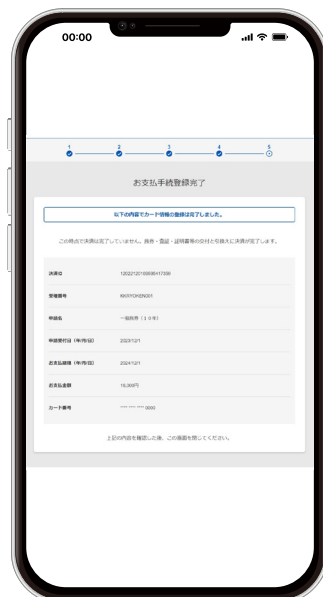 00:00
1 2 3 4 5
お支払手続登録完了
以下の内容でカード情報の登録は完了しました。
この時点で決済は完了していません。旅券・査証・証明書等の交付と引換えに決済が完了します。
決済ID
受理番号
申請名 一般旅券(10年)
申請受付日(年/月/日) 2023/12/1
お支払期限(年/月/日) 2024/12/1
お支払金額 16,000円
カード番号 **** **** **** 0000
上記の内容を確認した後、この画面を閉じてください。